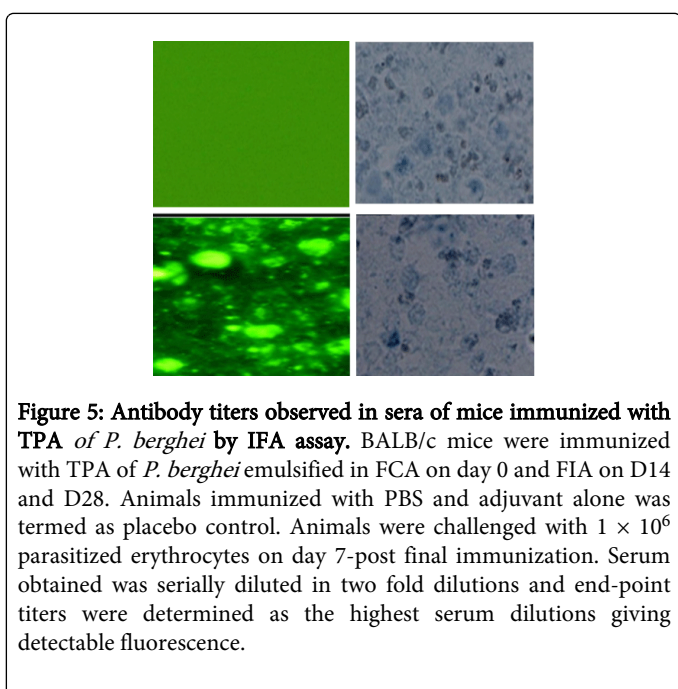 Figure 5: Antibody titers observed in sera of mice immunized with
TPA of P. berghei by IFA assay. BALB/c mice were immunized
with TPA of P. berghei emulsified in FCA on day 0 and FIA on D14
and D28. Animals immunized with PBS and adjuvant alone was
termed as placebo control. Animals were challenged with 1 × 10⁶
parasitized erythrocytes on day 7-post final immunization. Serum
obtained was serially diluted in two fold dilutions and end-point
titers were determined as the highest serum dilutions giving
detectable fluorescence.